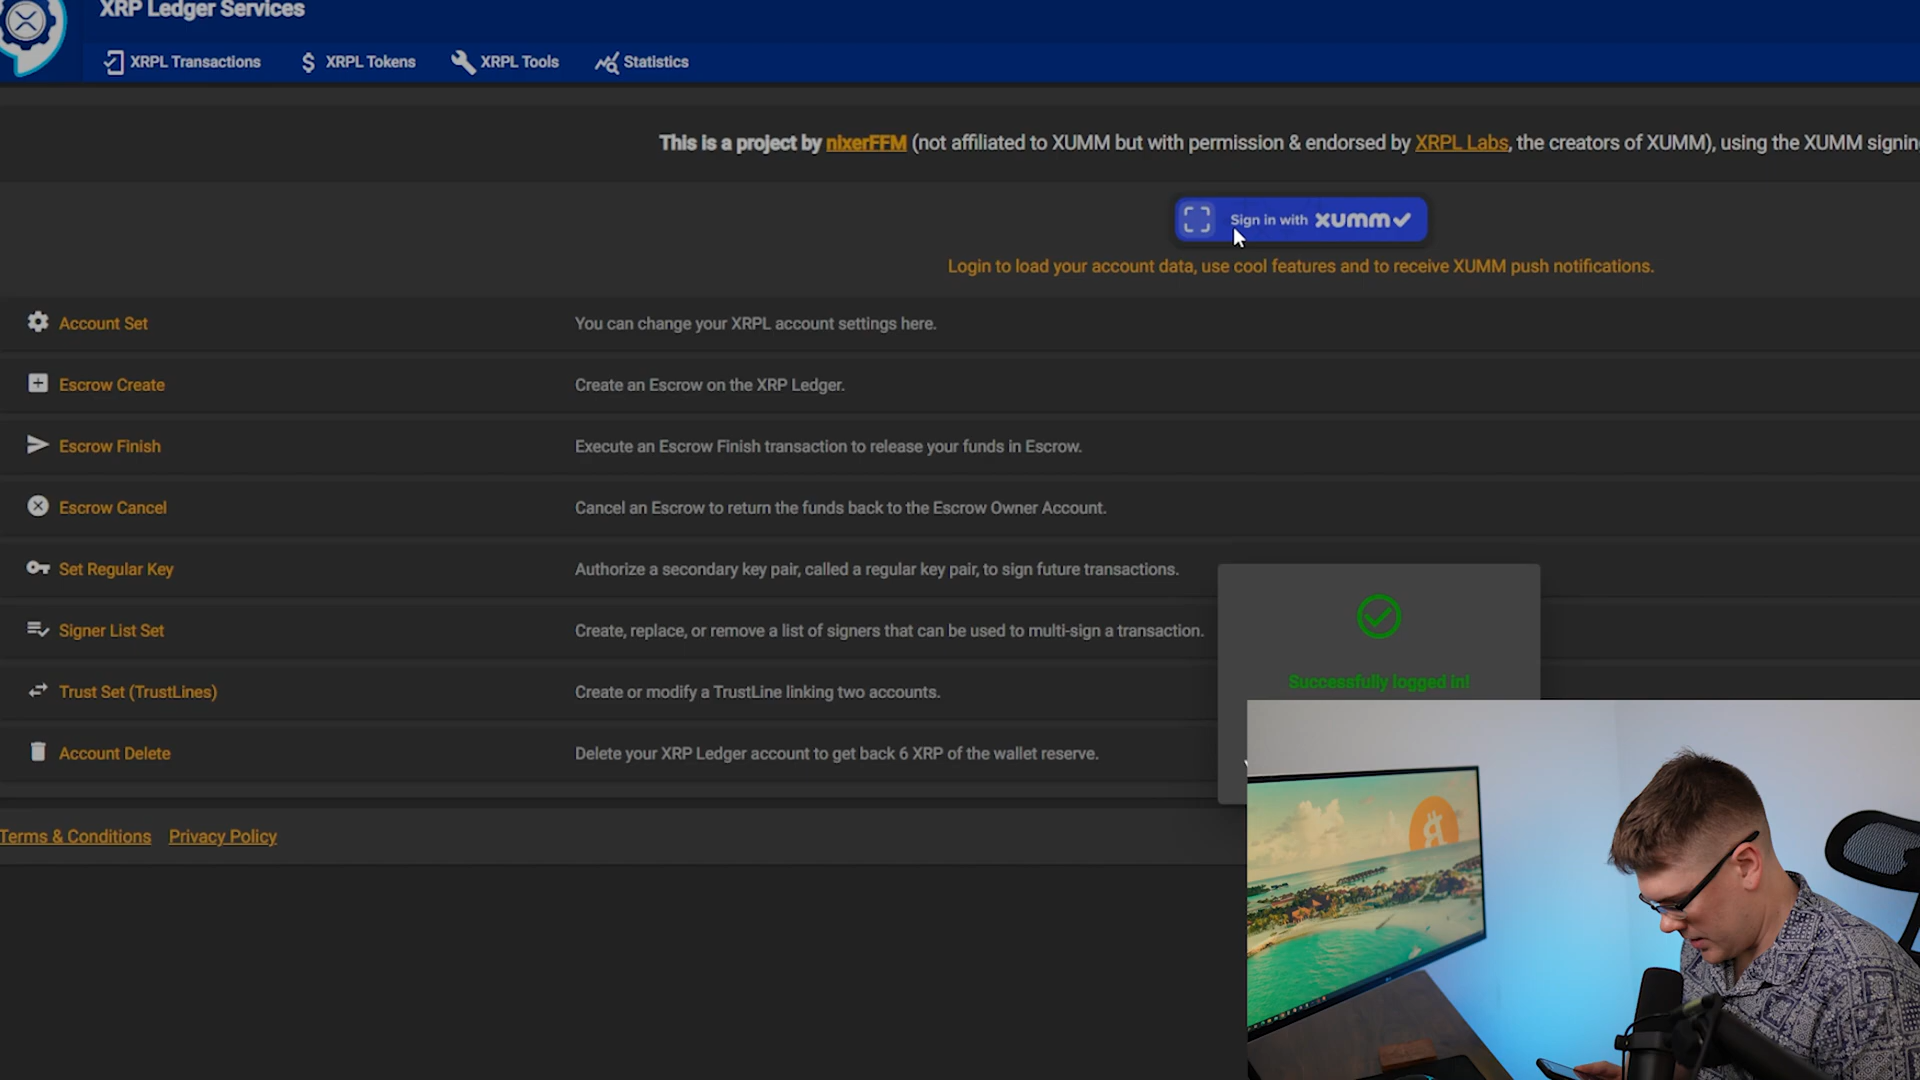 XRP Ledger Services
XRPL Transactions
XRPL Tokens
XRPL Tools
Statistics
This is a project by nixerFFM (not affiliated to XUMM but with permission & endorsed by XRPL Labs, the creators of XUMM), using the XUMM
Sign in with xumm
Login to load your account data, use cool features and to receive XUMM push notifications.
Account Set
You can change your XRPL account settings here.
Escrow Create
Create an Escrow on the XRP Ledger.
Escrow Finish
Execute an Escrow Finish transaction to release your funds in Escrow.
Escrow Cancel
Cancel an Escrow to return the funds back to the Escrow Owner Account.
Set Regular Key
Authorize a secondary key pair, called a regular key pair, to sign future transactions.
Signer List Set
Create, replace, or remove a list of signers that can be used to multi-sign a transaction.
Trust Set (TrustLines)
Create or modify a TrustLine linking two accounts.
Successfully logged in!
Account Delete
Delete your XRP Ledger account to get back 6 XRP of the wallet reserve.
Terms & Conditions
Privacy Policy